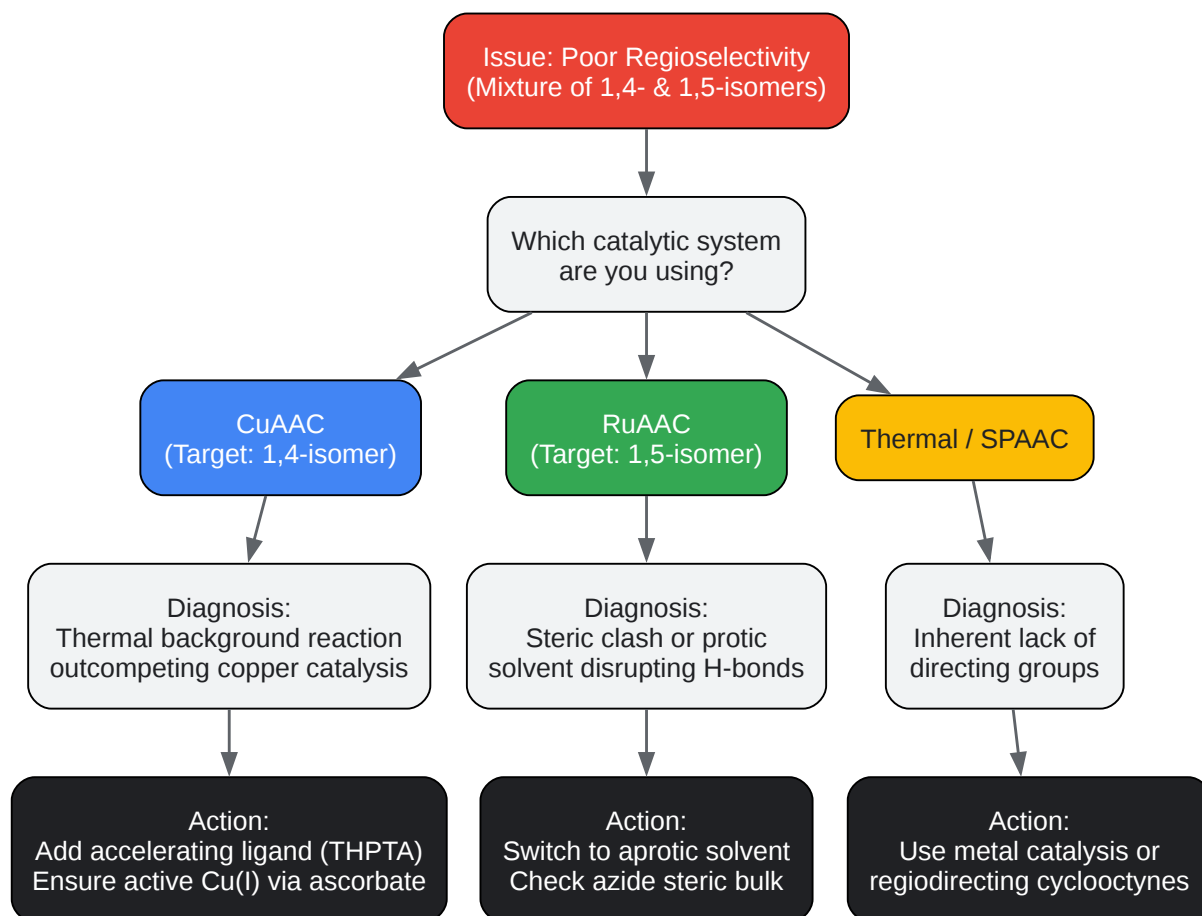 Issue: Poor Regioselectivity
(Mixture of 1,4- & 1,5-isomers)
Which catalytic system
are you using?
CuAAC
(Target: 1,4-isomer)
RuAAC
(Target: 1,5-isomer)
Thermal / SPAAC
Diagnosis:
Thermal background reaction
outcompeting copper catalysis
Diagnosis:
Steric clash or protic
solvent disrupting H-bonds
Diagnosis:
Inherent lack of
directing groups
Action:
Add accelerating ligand (THPTA)
Ensure active Cu(I) via ascorbate
Action:
Switch to aprotic solvent
Check azide steric bulk
Action:
Use metal catalysis or
regiodirecting cyclooctynes